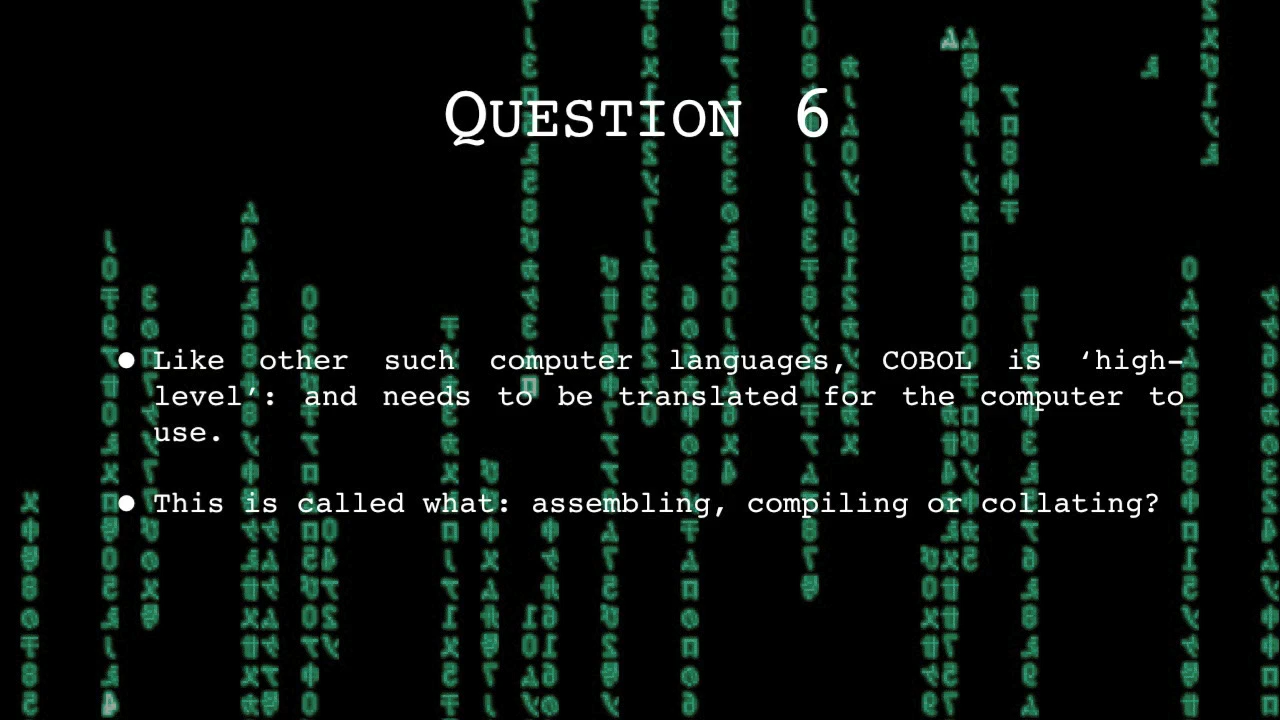 Question 6
● Like other such computer languages, COBOL is ‘high-
level’: and needs to be translated for the computer to
use.
● This is called what: assembling, compiling or collating?